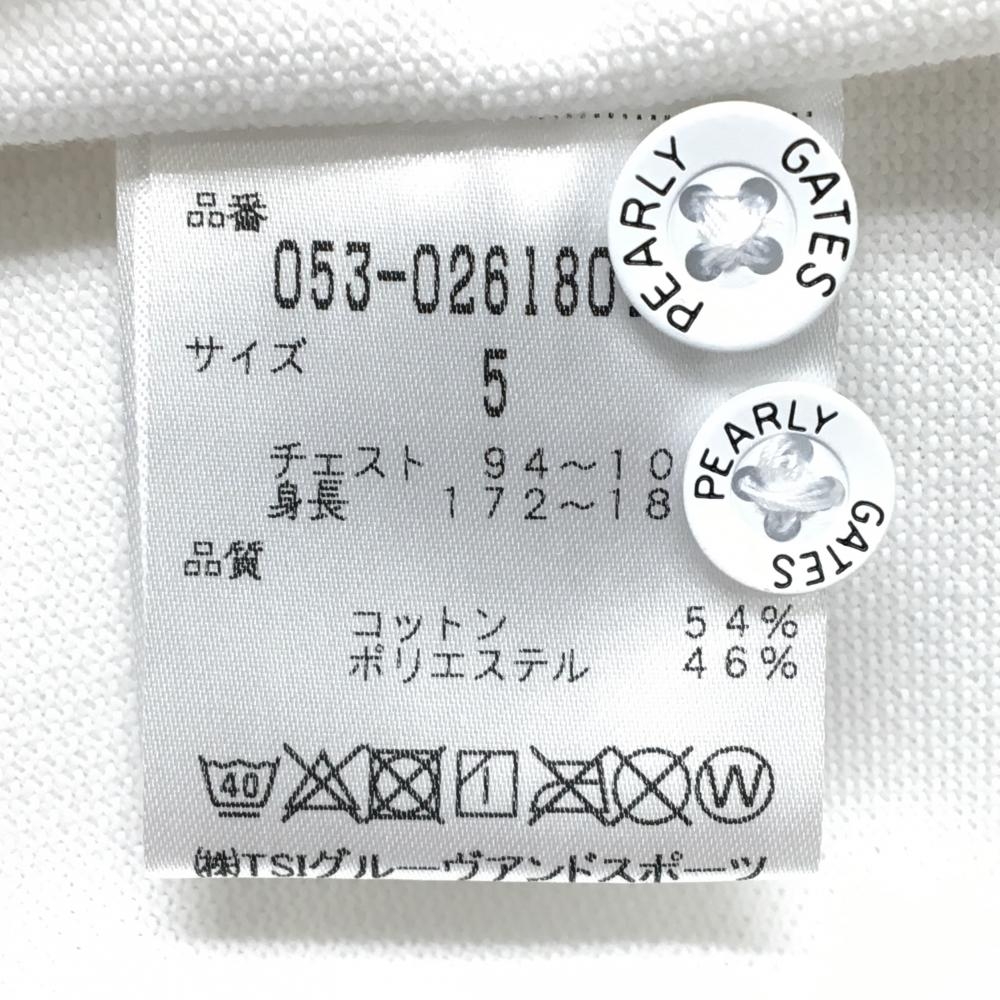 品番
053-0261801
サイズ
5
チェスト 94～10
身長 172～18
品質
コットン 54%
ポリエステル 46%
40 W
㈱TSIグルーヴアンドスポーツ
PEARLY GATES
PEARLY GATES